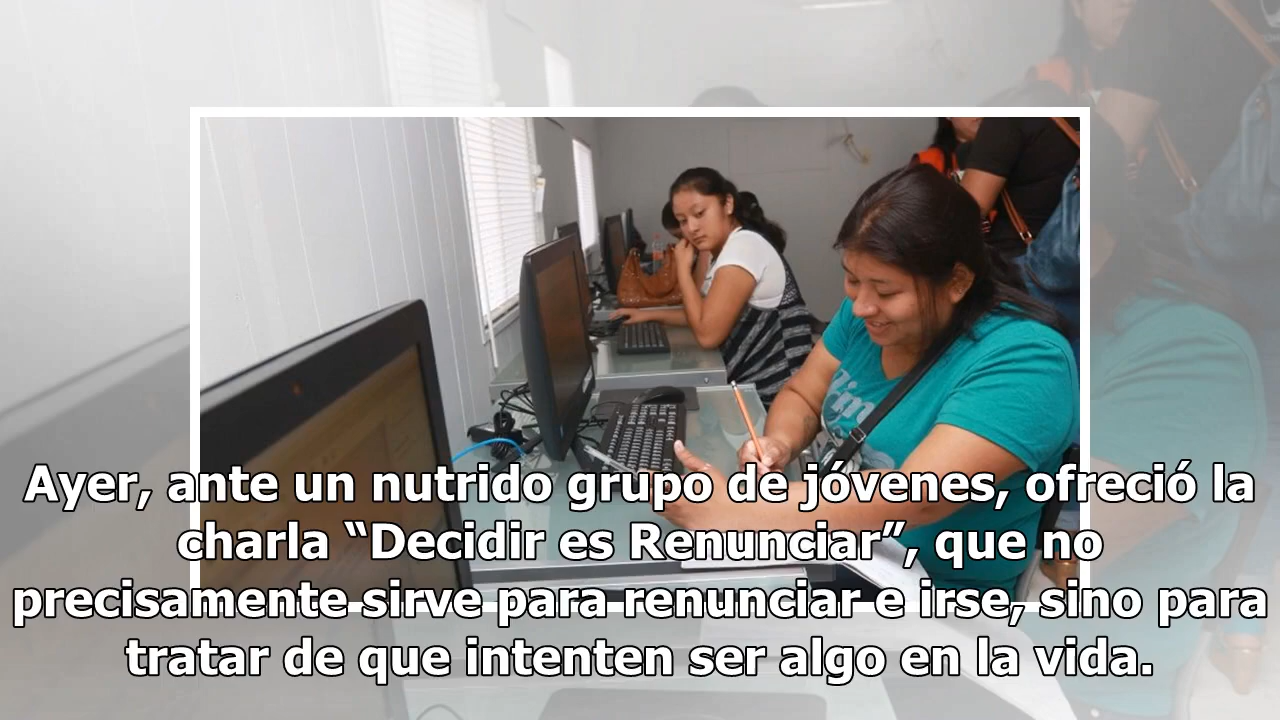 Ayer, ante un nutrido grupo de jóvenes, ofreció la
charla “Decidir es Renunciar”, que no
precisamente sirve para renunciar e irse, sino para
tratar de que intenten ser algo en la vida.